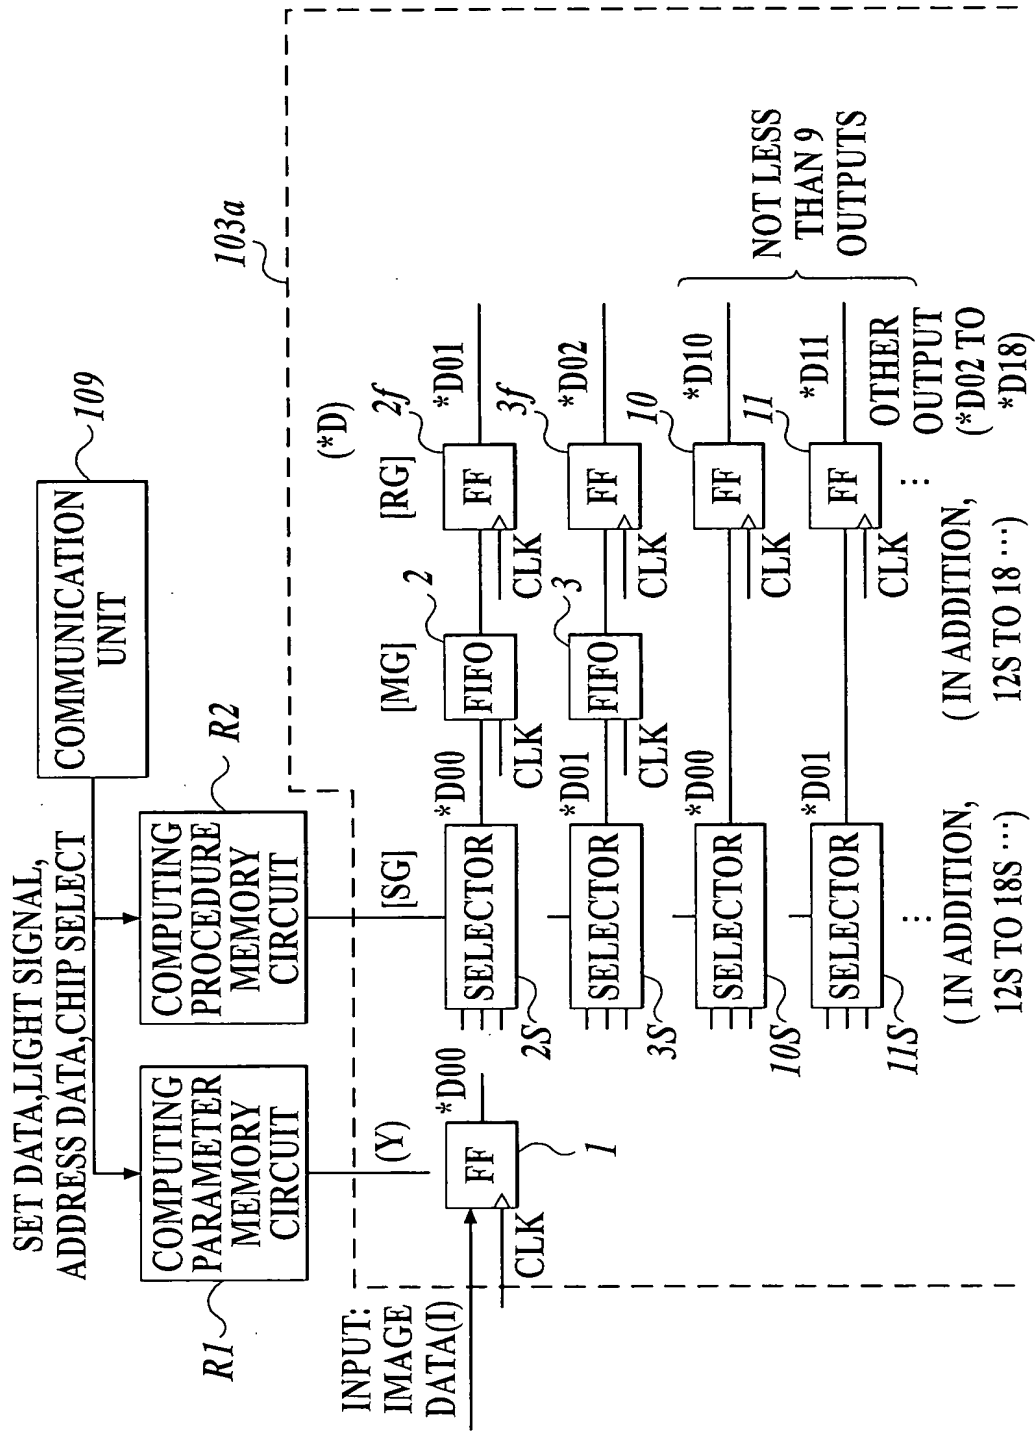 SET DATA,LIGHT SIGNAL,
ADDRESS DATA,CHIP SELECT
COMMUNICATION
UNIT
109
R1
COMPUTING
PARAMETER
MEMORY
CIRCUIT
R2
COMPUTING
PROCEDURE
MEMORY
CIRCUIT
103a
INPUT:
IMAGE
DATA(I)
(Y)
[SG]
[MG]
[RG]
(*D)
FF
CLK
1
*D00
2S
SELECTOR
*D00
FIFO
CLK
2
FF
CLK
2f
*D01
3S
SELECTOR
*D01
FIFO
CLK
3
FF
CLK
3f
*D02
10S
SELECTOR
*D00
FF
CLK
10
*D10
11S
SELECTOR
*D01
FF
CLK
11
*D11
NOT LESS
THAN 9
OUTPUTS
...
(IN ADDITION,
12S TO 18S ...)
...
(IN ADDITION,
12S TO 18 ...)
OTHER
OUTPUT
(*D02 TO
*D18)